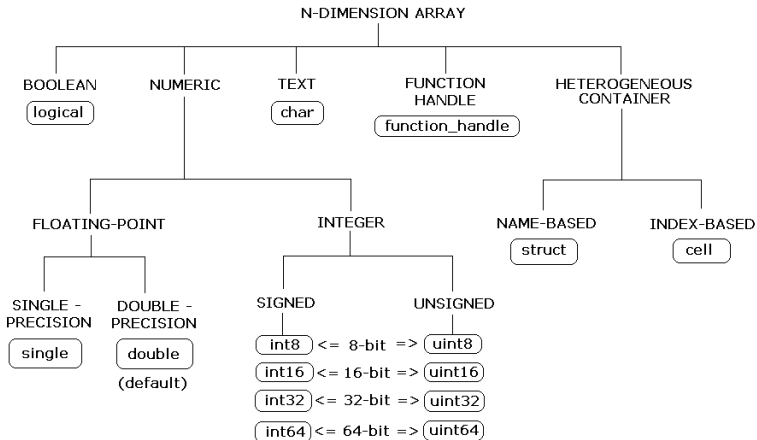 N-DIMENSION ARRAY
BOOLEAN NUMERIC TEXT FUNCTION HANDLE HETEROGENEOUS CONTAINER
logical char function_handle
FLOATING-POINT INTEGER NAME-BASED INDEX-BASED
struct cell
SINGLE - PRECISION DOUBLE - PRECISION SIGNED UNSIGNED
single double
(default)
int8 <= 8-bit => uint8
int16 <= 16-bit => uint16
int32 <= 32-bit => uint32
int64 <= 64-bit => uint64